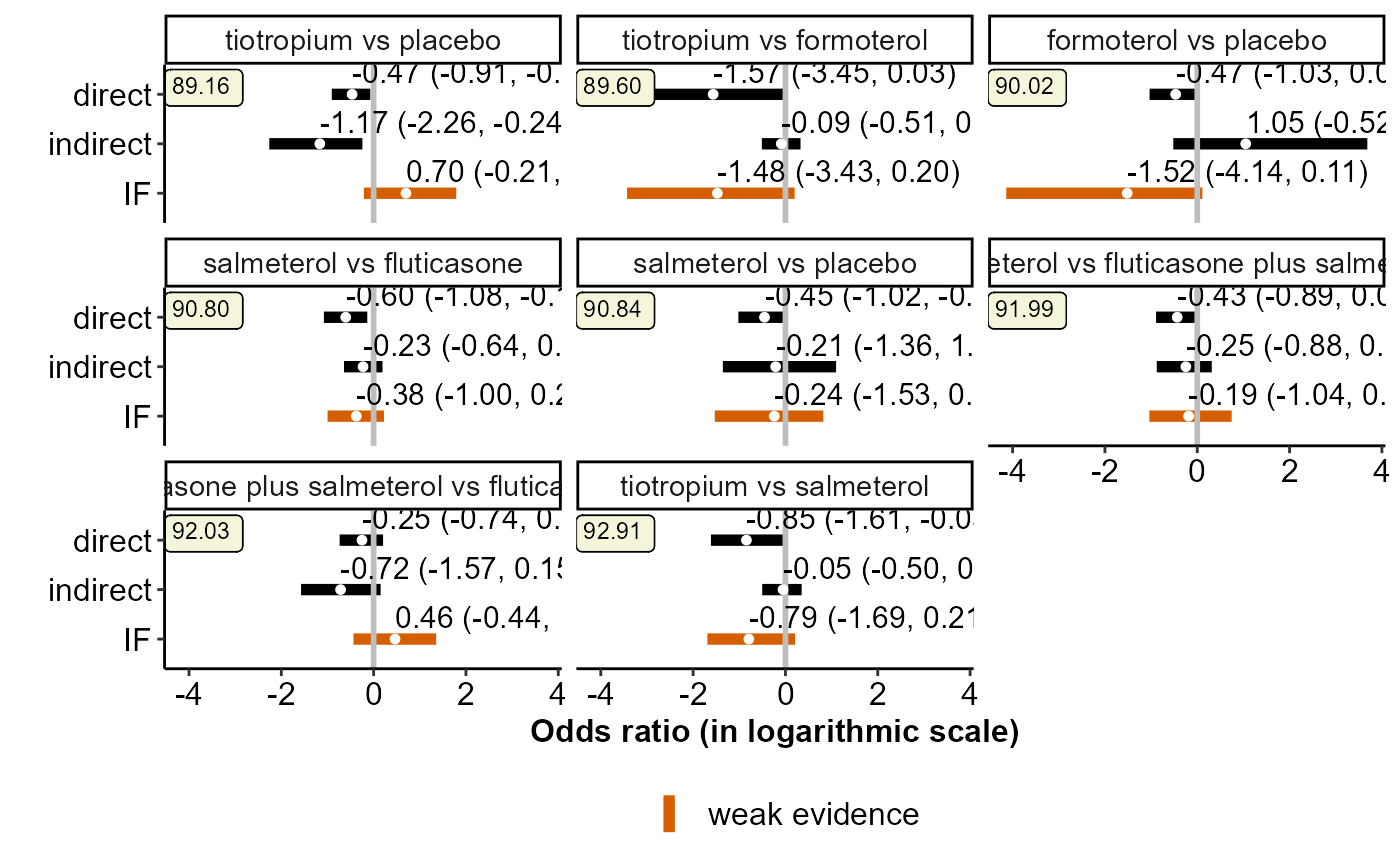 tiotropium vs placebo
89.16
direct -0.47 (-0.91, -0.
indirect -1.17 (-2.26, -0.24
IF 0.70 (-0.21,
tiotropium vs formoterol
89.60
-1.57 (-3.45, 0.03)
-0.09 (-0.51, 0
-1.48 (-3.43, 0.20)
formoterol vs placebo
90.02
-0.47 (-1.03, 0.0
1.05 (-0.52
-1.52 (-4.14, 0.11)
salmeterol vs fluticasone
90.80
direct -0.60 (-1.08, -0.1
indirect -0.23 (-0.64, 0.
IF -0.38 (-1.00, 0.2
salmeterol vs placebo
90.84
-0.45 (-1.02, -0.
-0.21 (-1.36, 1.
-0.24 (-1.53, 0.
eterol vs fluticasone plus salme
91.99
-0.43 (-0.89, 0.0
-0.25 (-0.88, 0.
-0.19 (-1.04, 0.
-4 -2 0 2 4
asone plus salmeterol vs flutica
92.03
direct -0.25 (-0.74, 0.
indirect -0.72 (-1.57, 0.15
IF 0.46 (-0.44,
-4 -2 0 2 4
tiotropium vs salmeterol
92.91
-0.85 (-1.61, -0.0
-0.05 (-0.50, 0
-0.79 (-1.69, 0.21
-4 -2 0 2 4
Odds ratio (in logarithmic scale)
weak evidence